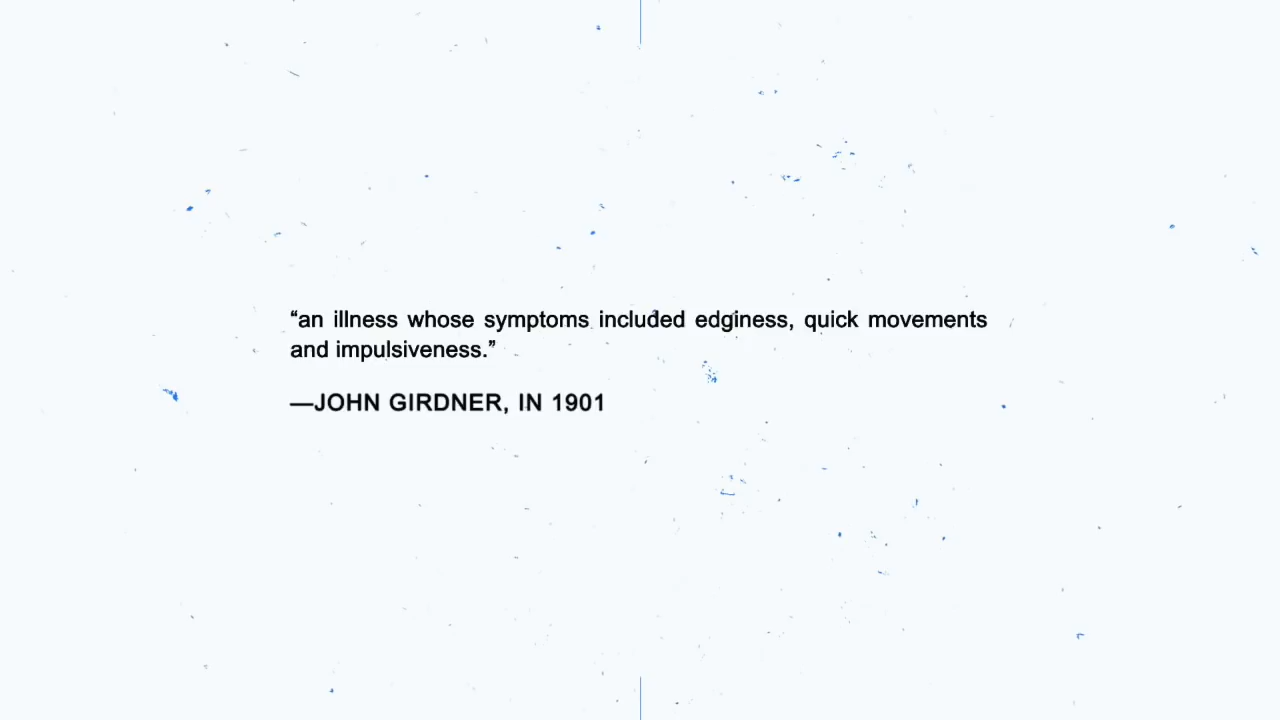 “an illness whose symptoms included edginess, quick movements
and impulsiveness.”
—JOHN GIRDNER, IN 1901